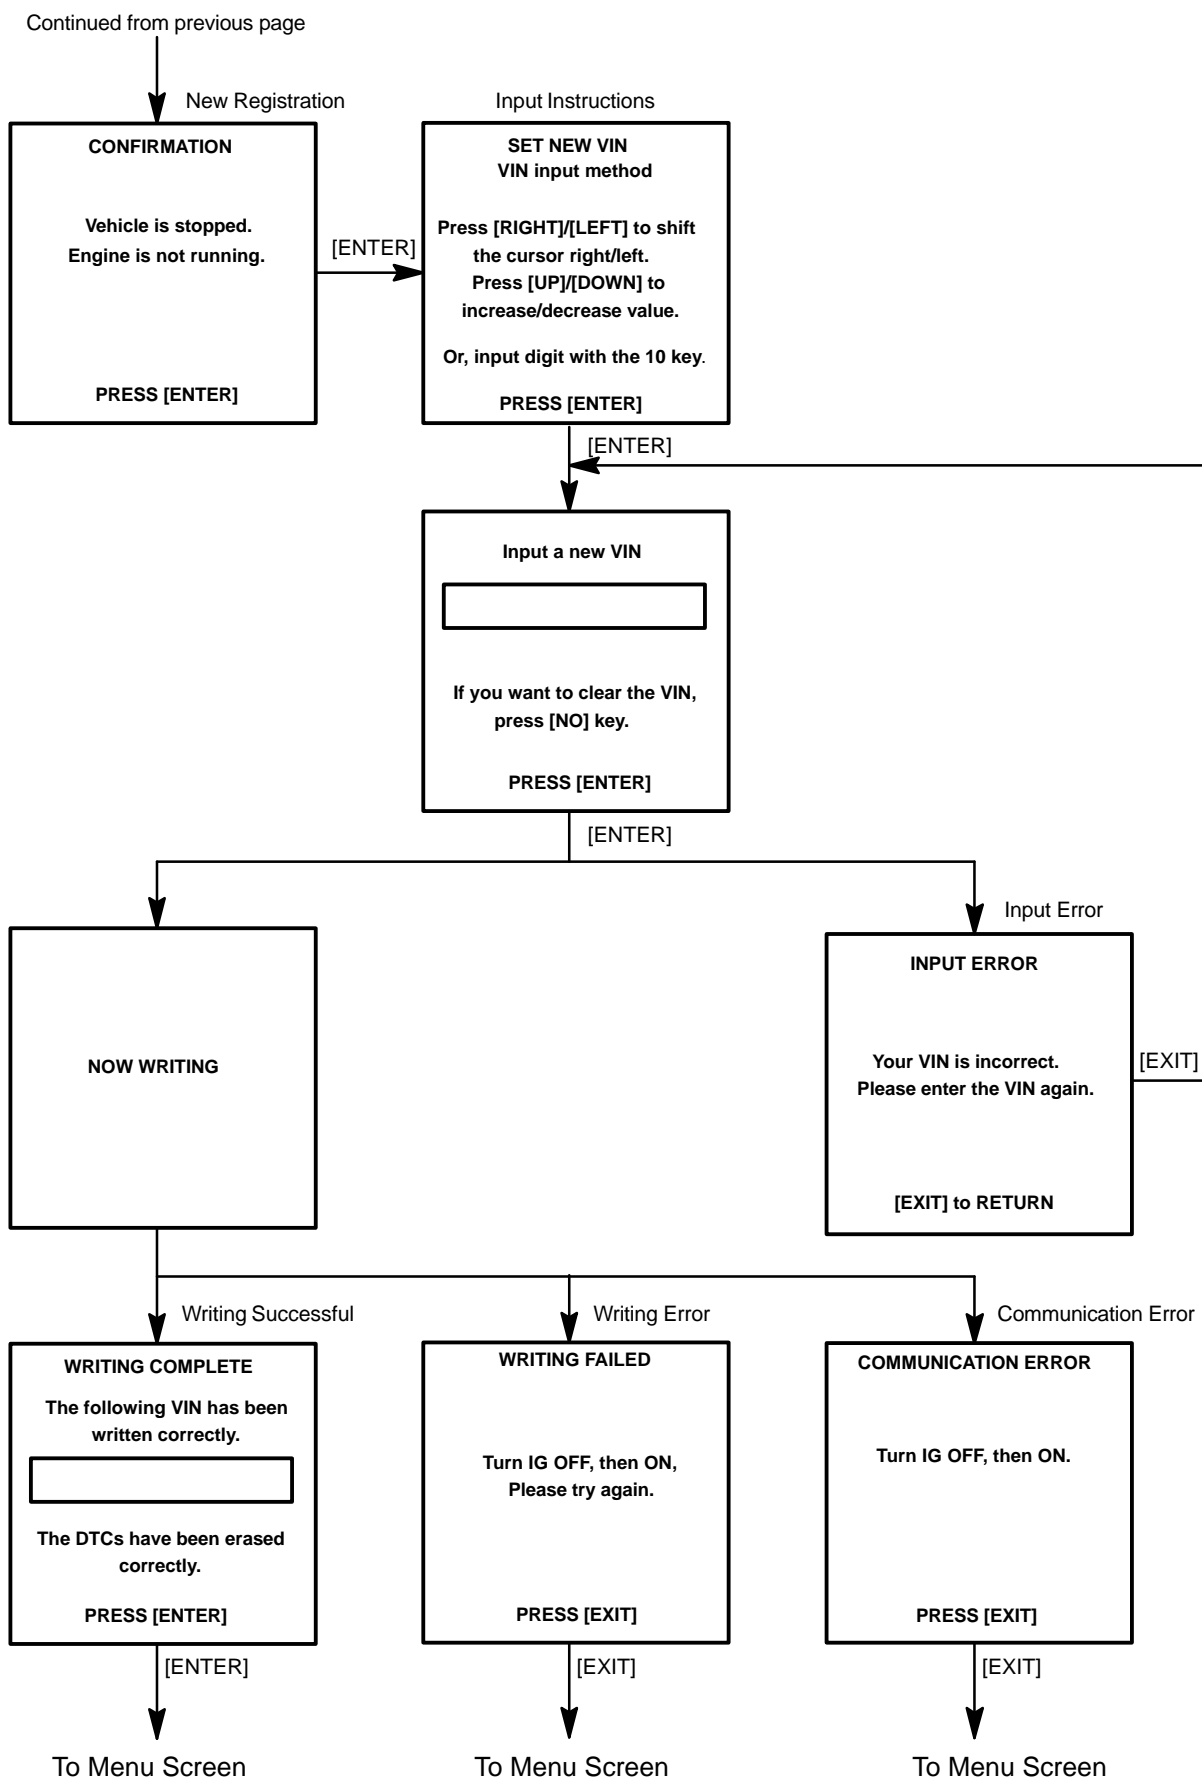 Continued from previous page
New Registration
CONFIRMATION
Vehicle is stopped.
Engine is not running.
PRESS [ENTER]
[ENTER]
Input Instructions
SET NEW VIN
VIN input method
Press [RIGHT]/[LEFT] to shift
the cursor right/left.
Press [UP]/[DOWN] to
increase/decrease value.
Or, input digit with the 10 key.
PRESS [ENTER]
[ENTER]
Input a new VIN
If you want to clear the VIN,
press [NO] key.
PRESS [ENTER]
[ENTER]
NOW WRITING
Input Error
INPUT ERROR
Your VIN is incorrect.
Please enter the VIN again.
[EXIT] to RETURN
[EXIT]
Writing Successful
WRITING COMPLETE
The following VIN has been
written correctly.
The DTCs have been erased
correctly.
PRESS [ENTER]
[ENTER]
To Menu Screen
Writing Error
WRITING FAILED
Turn IG OFF, then ON,
Please try again.
PRESS [EXIT]
[EXIT]
To Menu Screen
Communication Error
COMMUNICATION ERROR
Turn IG OFF, then ON.
PRESS [EXIT]
[EXIT]
To Menu Screen